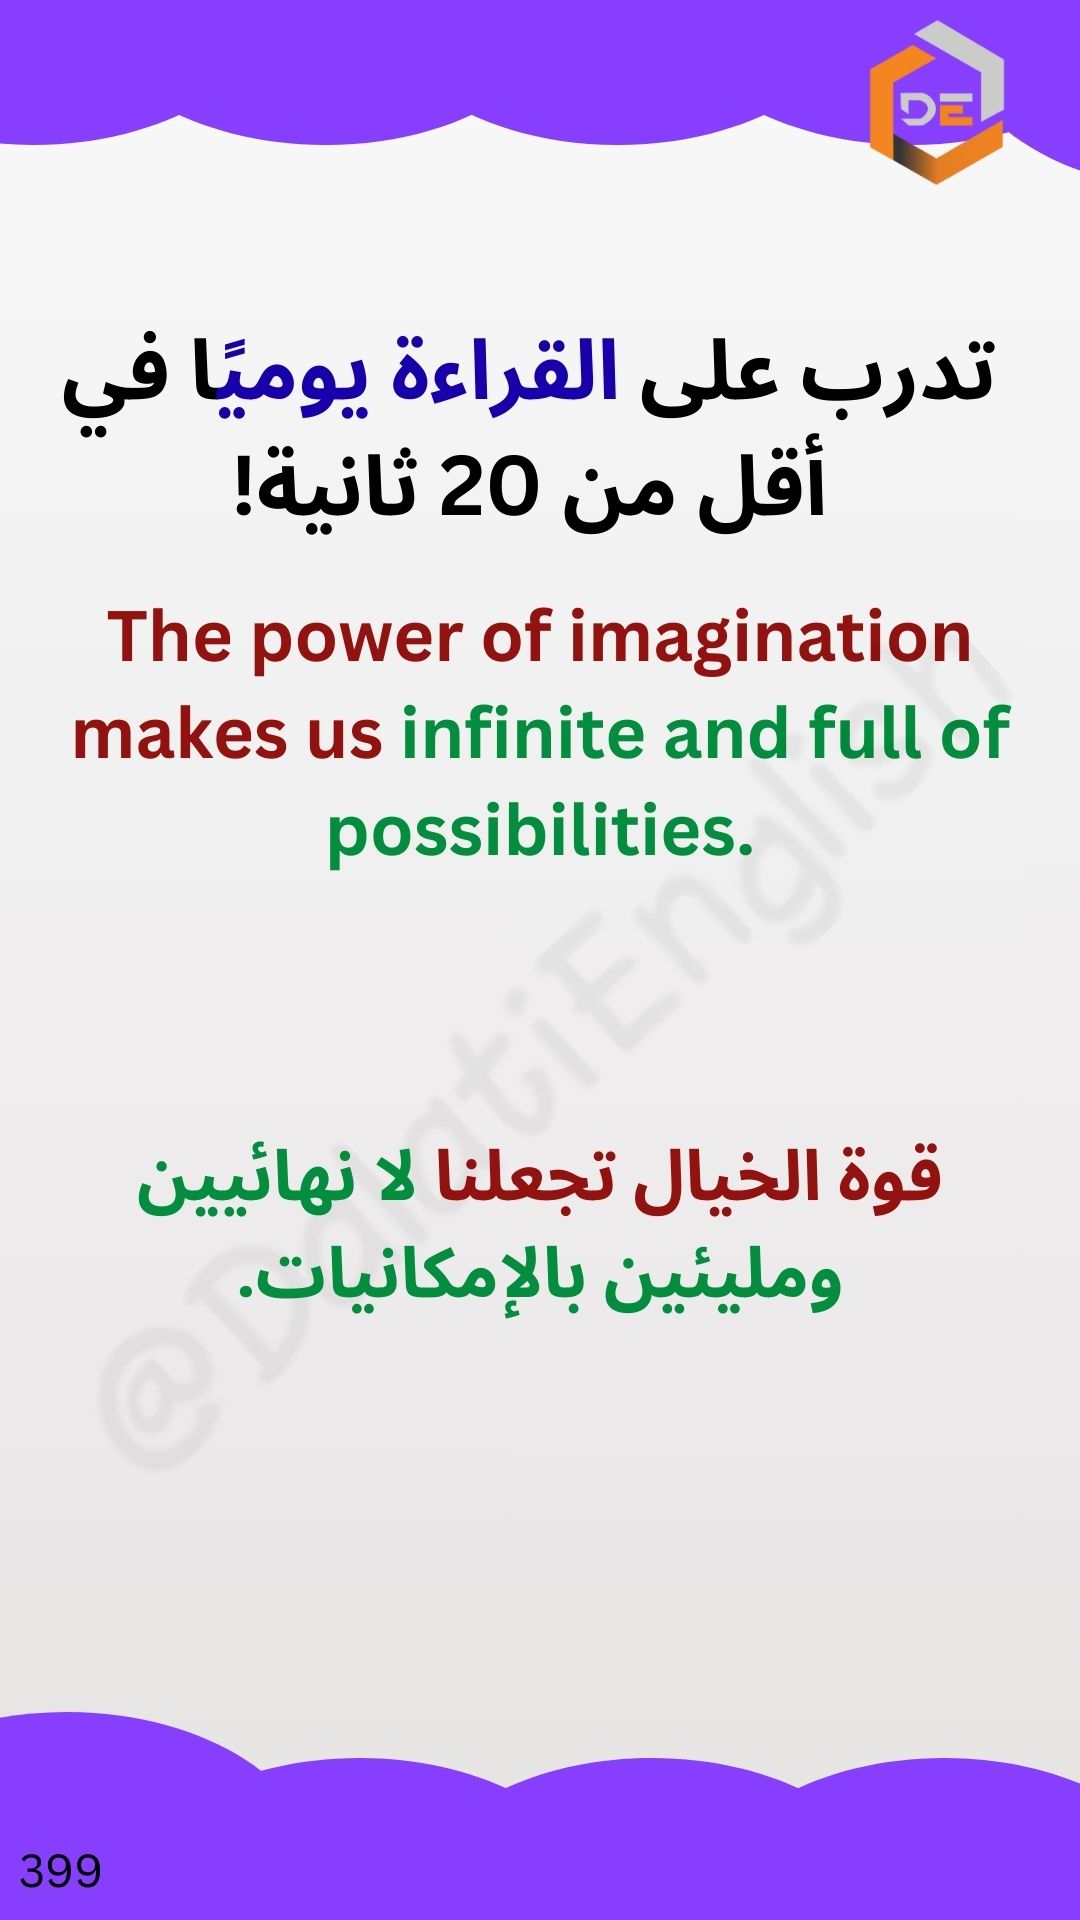 DE
تدرب على القراءة يوميًا في
أقل من 20 ثانية!
The power of imagination
makes us infinite and full of
possibilities.
قوة الخيال تجعلنا لا نهائيين
ومليئين بالإمكانيات.
@DdiatiEnglish
399